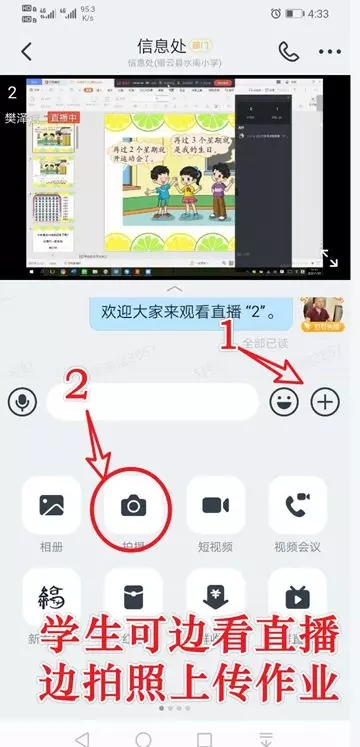 95.3
K/s
4:33
信息处 部门
信息处(缙云县水南小学)
2
直播中
再过2个星期就
开运动会了。
再过3个星期就
是我的生日。
欢迎大家来观看直播“2”。
全部已读
1
2
相册
拍摄
短视频
视频会议
学生可边看直播
边拍照上传作业